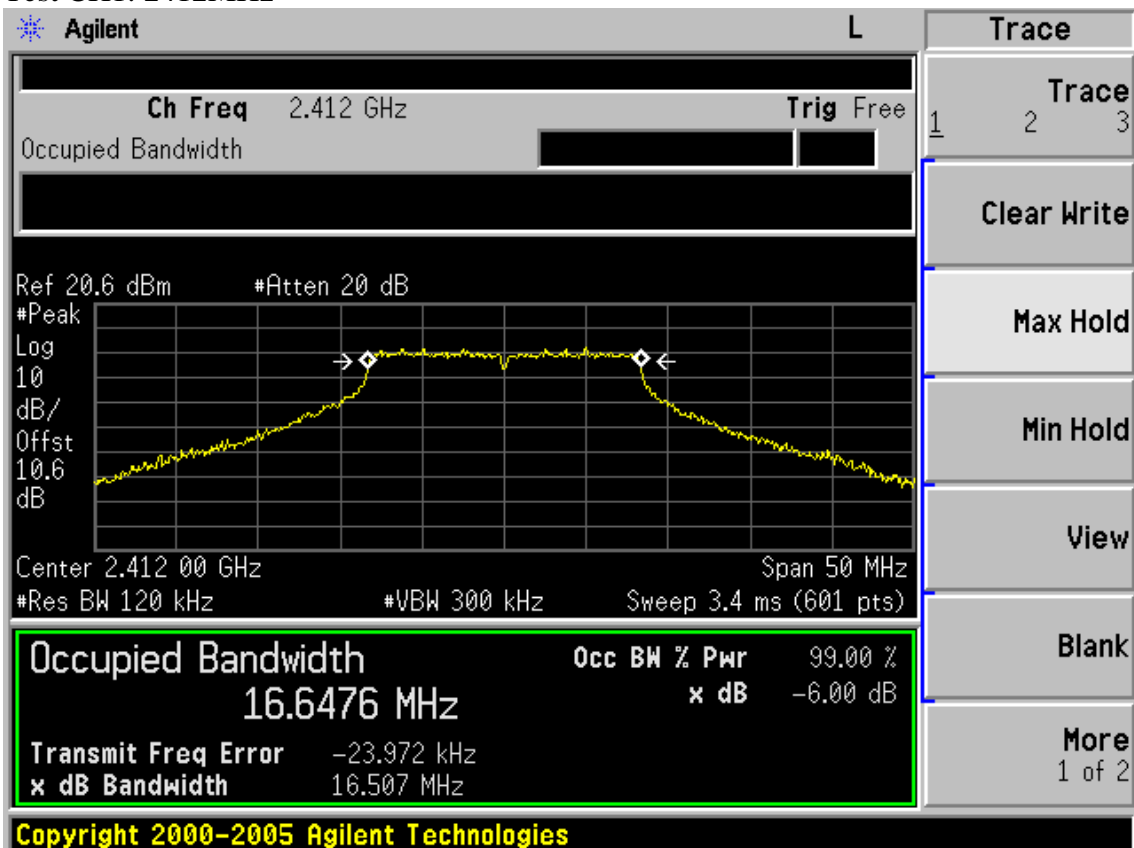 Agilent L Trace
Ch Freq 2.412 GHz Trig Free
Occupied Bandwidth
Trace
1 2 3
Clear Write
Max Hold
Min Hold
View
Blank
More
1 of 2
Ref 20.6 dBm #Atten 20 dB
#Peak
Log
10
dB/
Offst
10.6
dB
Center 2.412 00 GHz Span 50 MHz
#Res BW 120 kHz #VBW 300 kHz Sweep 3.4 ms (601 pts)
Occupied Bandwidth Occ BW % Pwr 99.00 %
16.6476 MHz x dB -6.00 dB
Transmit Freq Error -23.972 kHz
x dB Bandwidth 16.507 MHz
Copyright 2000-2005 Agilent Technologies